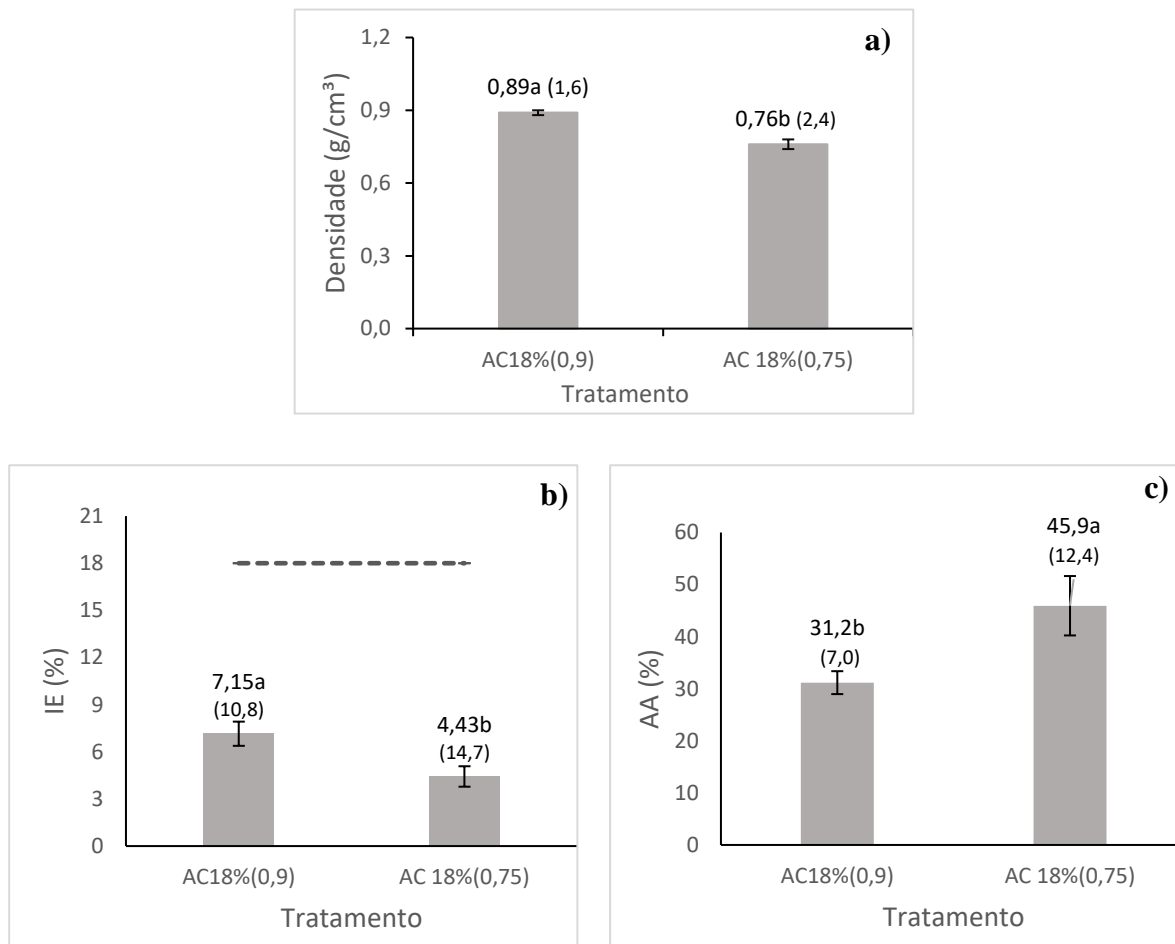 a)
Densidade (g/cm³)
1,2
0,9
0,6
0,3
0,0
0,89a (1,6)
0,76b (2,4)
AC18%(0,9)
AC 18%(0,75)
Tratamento
b)
IE (%)
21
18
15
12
9
6
3
0
7,15a
(10,8)
4,43b
(14,7)
AC18%(0,9)
AC 18%(0,75)
Tratamento
c)
AA (%)
60
50
40
30
20
10
0
31,2b
(7,0)
45,9a
(12,4)
AC18%(0,9)
AC 18%(0,75)
Tratamento